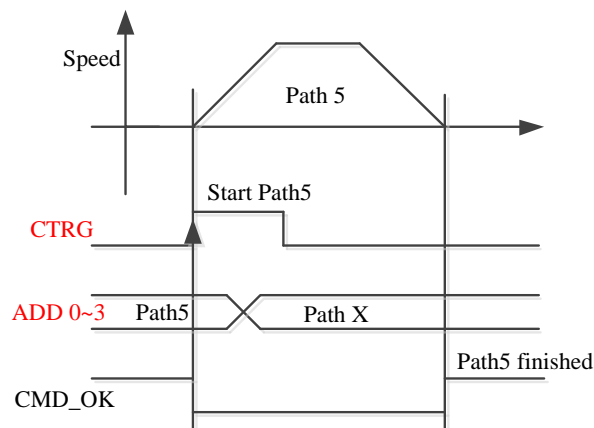 Speed
Path 5
Start Path5
CTRG
ADD 0~3
Path5
Path X
Path5 finished
CMD_OK